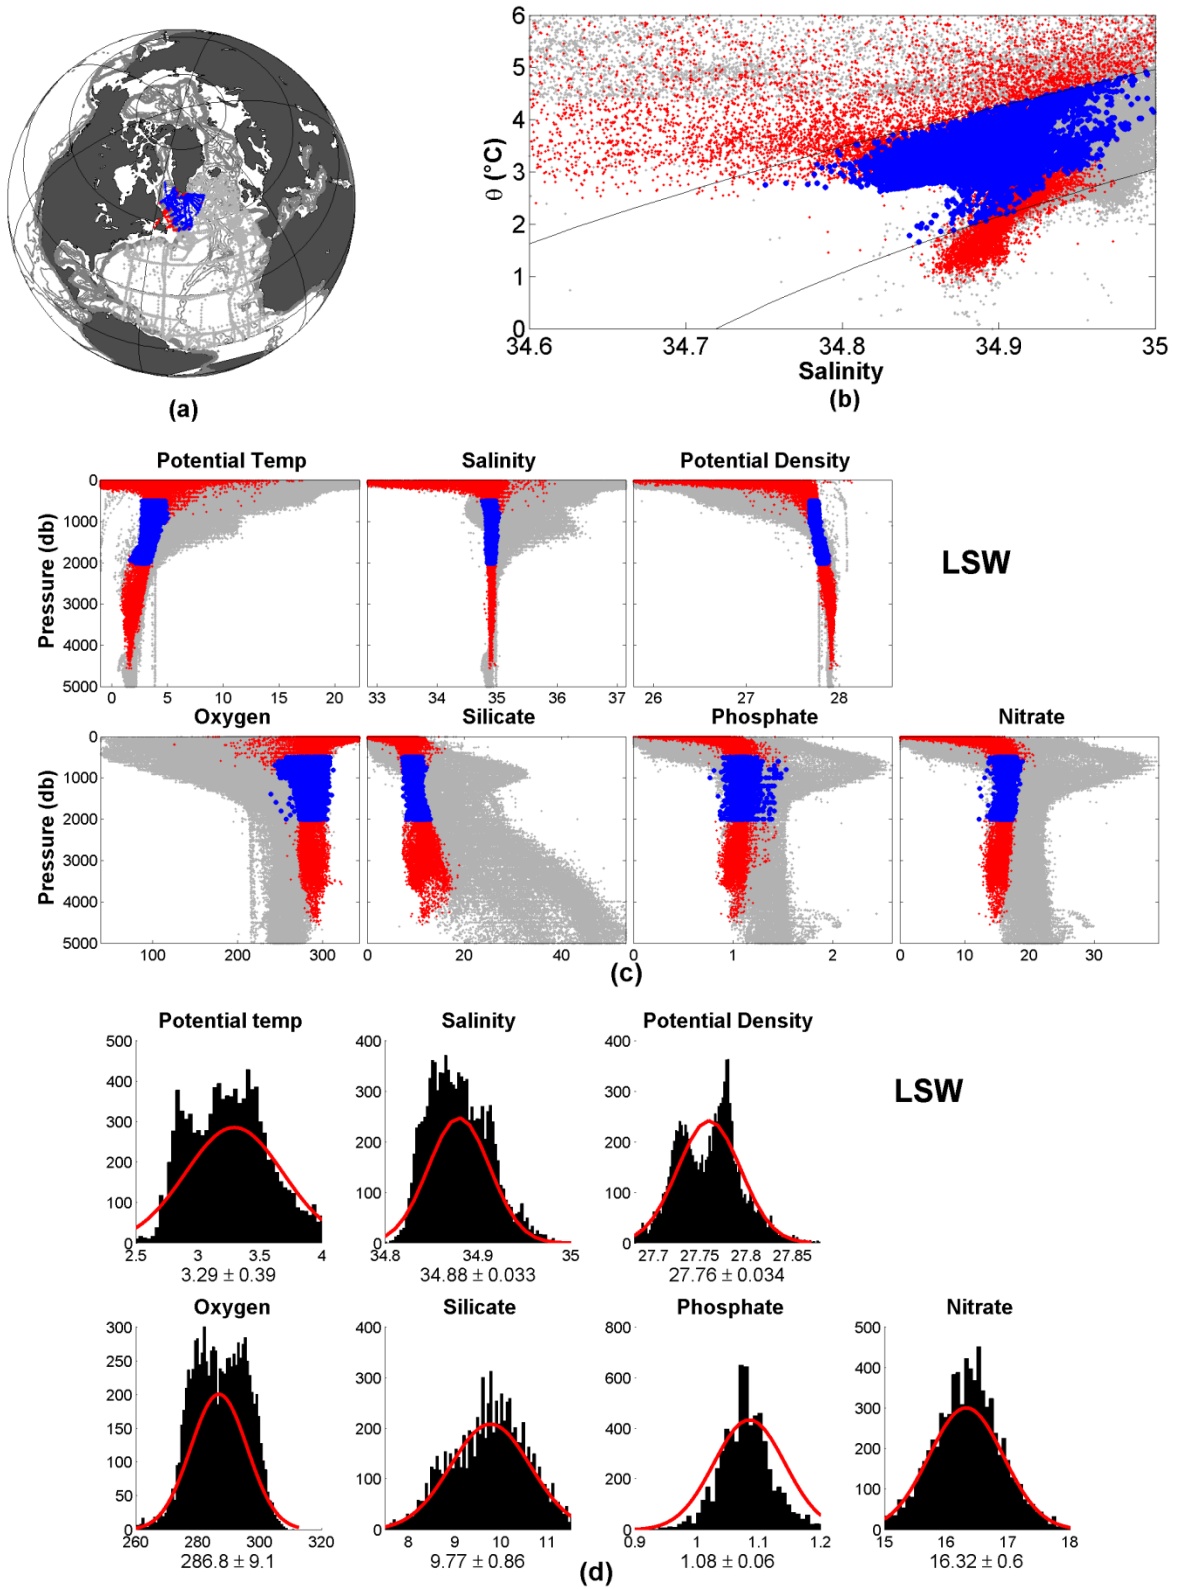 (a)
6
5
4
3
2
1
0
θ (°C)
34.6 34.7 34.8 34.9 35
Salinity
(b)
Potential Temp Salinity Potential Density
0
1000
2000
3000
4000
5000
Pressure (db)
0 5 10 15 20
33 34 35 36 37
26 27 28
LSW
Oxygen Silicate Phosphate Nitrate
0
1000
2000
3000
4000
5000
Pressure (db)
100 200 300
0 20 40
0 1 2
0 10 20 30
(c)
Potential temp Salinity Potential Density
500
400
300
200
100
0
2.5 3 3.5 4
3.29 ± 0.39
400
300
200
100
0
34.8 34.9 35
34.88 ± 0.033
400
300
200
100
0
27.7 27.75 27.8 27.85
27.76 ± 0.034
LSW
Oxygen Silicate Phosphate Nitrate
300
250
200
150
100
50
0
260 280 300 320
286.8 ± 9.1
400
300
200
100
0
8 9 10 11
9.77 ± 0.86
800
600
400
200
0
0.9 1 1.1 1.2
1.08 ± 0.06
500
400
300
200
100
0
15 16 17 18
16.32 ± 0.6
(d)